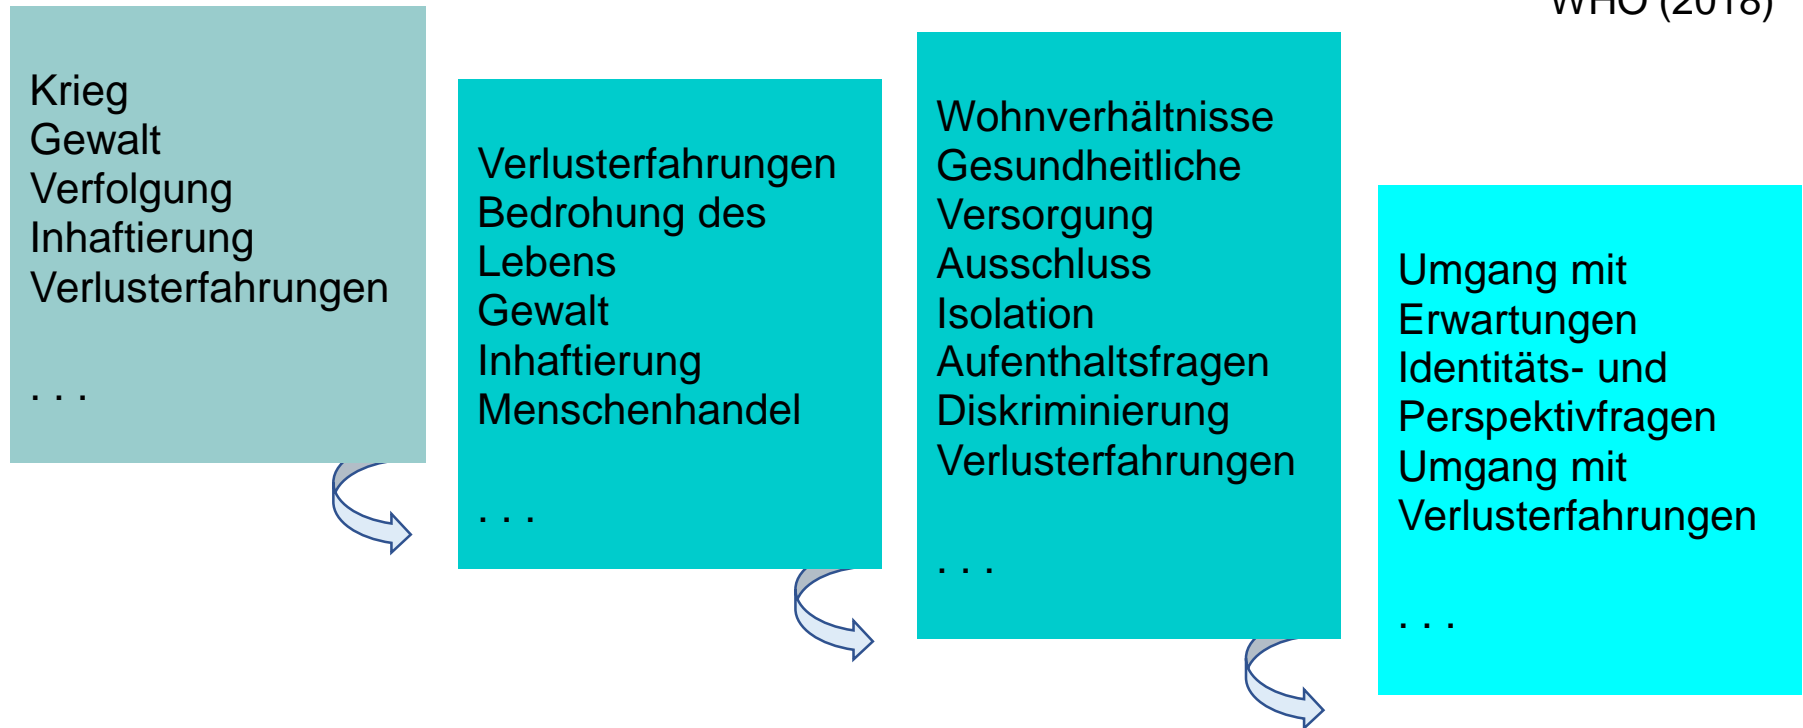 WHO (2018)
Krieg
Gewalt
Verfolgung
Inhaftierung
Verlusterfahrungen
. . .
Verlusterfahrungen
Bedrohung des
Lebens
Gewalt
Inhaftierung
Menschenhandel
. . .
Wohnverhältnisse
Gesundheitliche
Versorgung
Ausschluss
Isolation
Aufenthaltsfragen
Diskriminierung
Verlusterfahrungen
. . .
Umgang mit
Erwartungen
Identitäts- und
Perspektivfragen
Umgang mit
Verlusterfahrungen
. . .